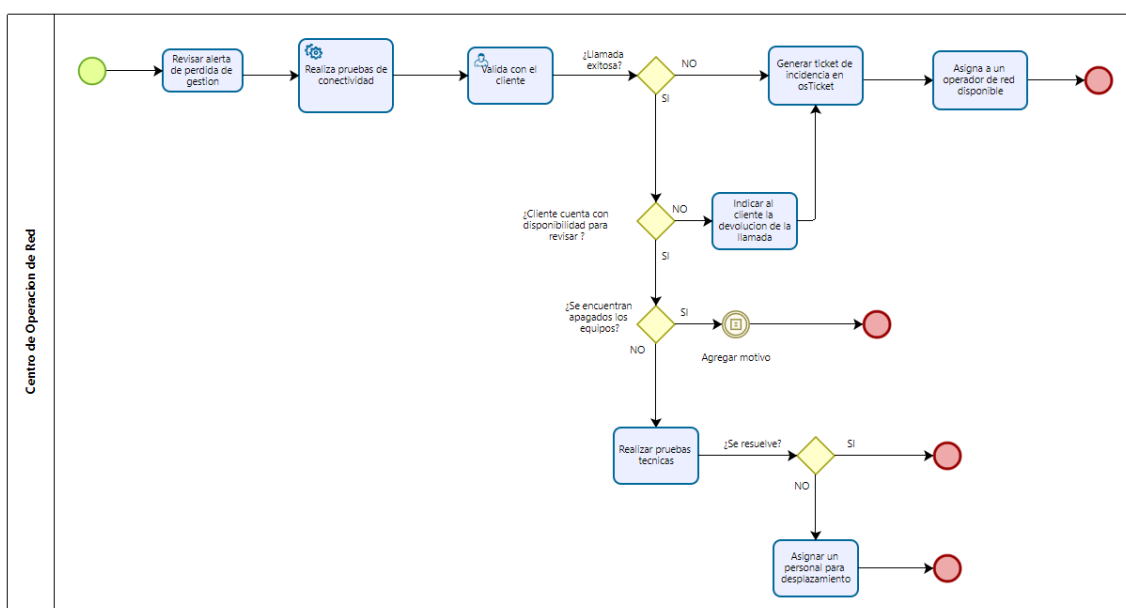 Centro de Operacion de Red
Revisar alerta
de perdida de
gestion
Realiza pruebas de
conectividad
Valida con el
cliente
¿Llamada
exitosa?
NO
SI
Generar ticket de
incidencia en
osTicket
Asigna a un
operador de red
disponible
¿Cliente cuenta con
disponibilidad para
revisar ?
NO
SI
Indicar al
cliente la
devolucion de la
llamada
¿Se encuentran
apagados los
equipos?
SI
NO
Agregar motivo
Realizar pruebas
tecnicas
¿Se resuelve?
SI
NO
Asignar un
personal para
desplazamiento